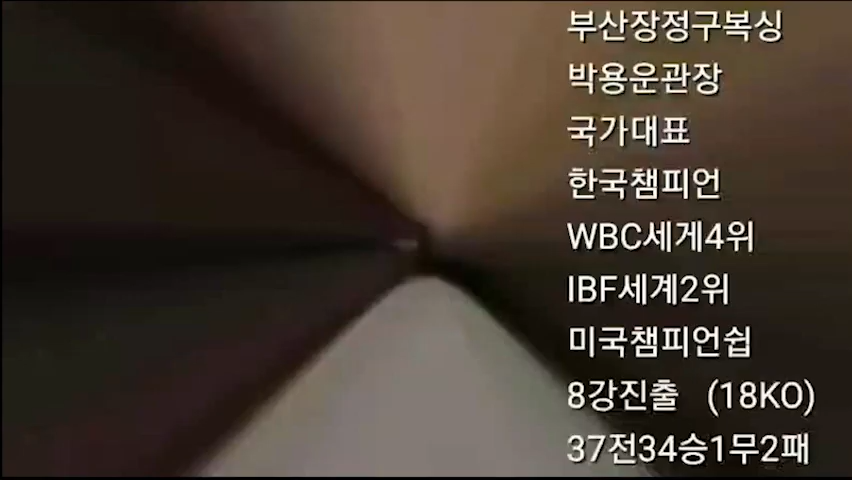 부산장정구복싱
박용운관장
국가대표
한국챔피언
WBC세게4위
IBF세계2위
미국챔피언쉽
8강진출 (18KO)
37전34승1무2패